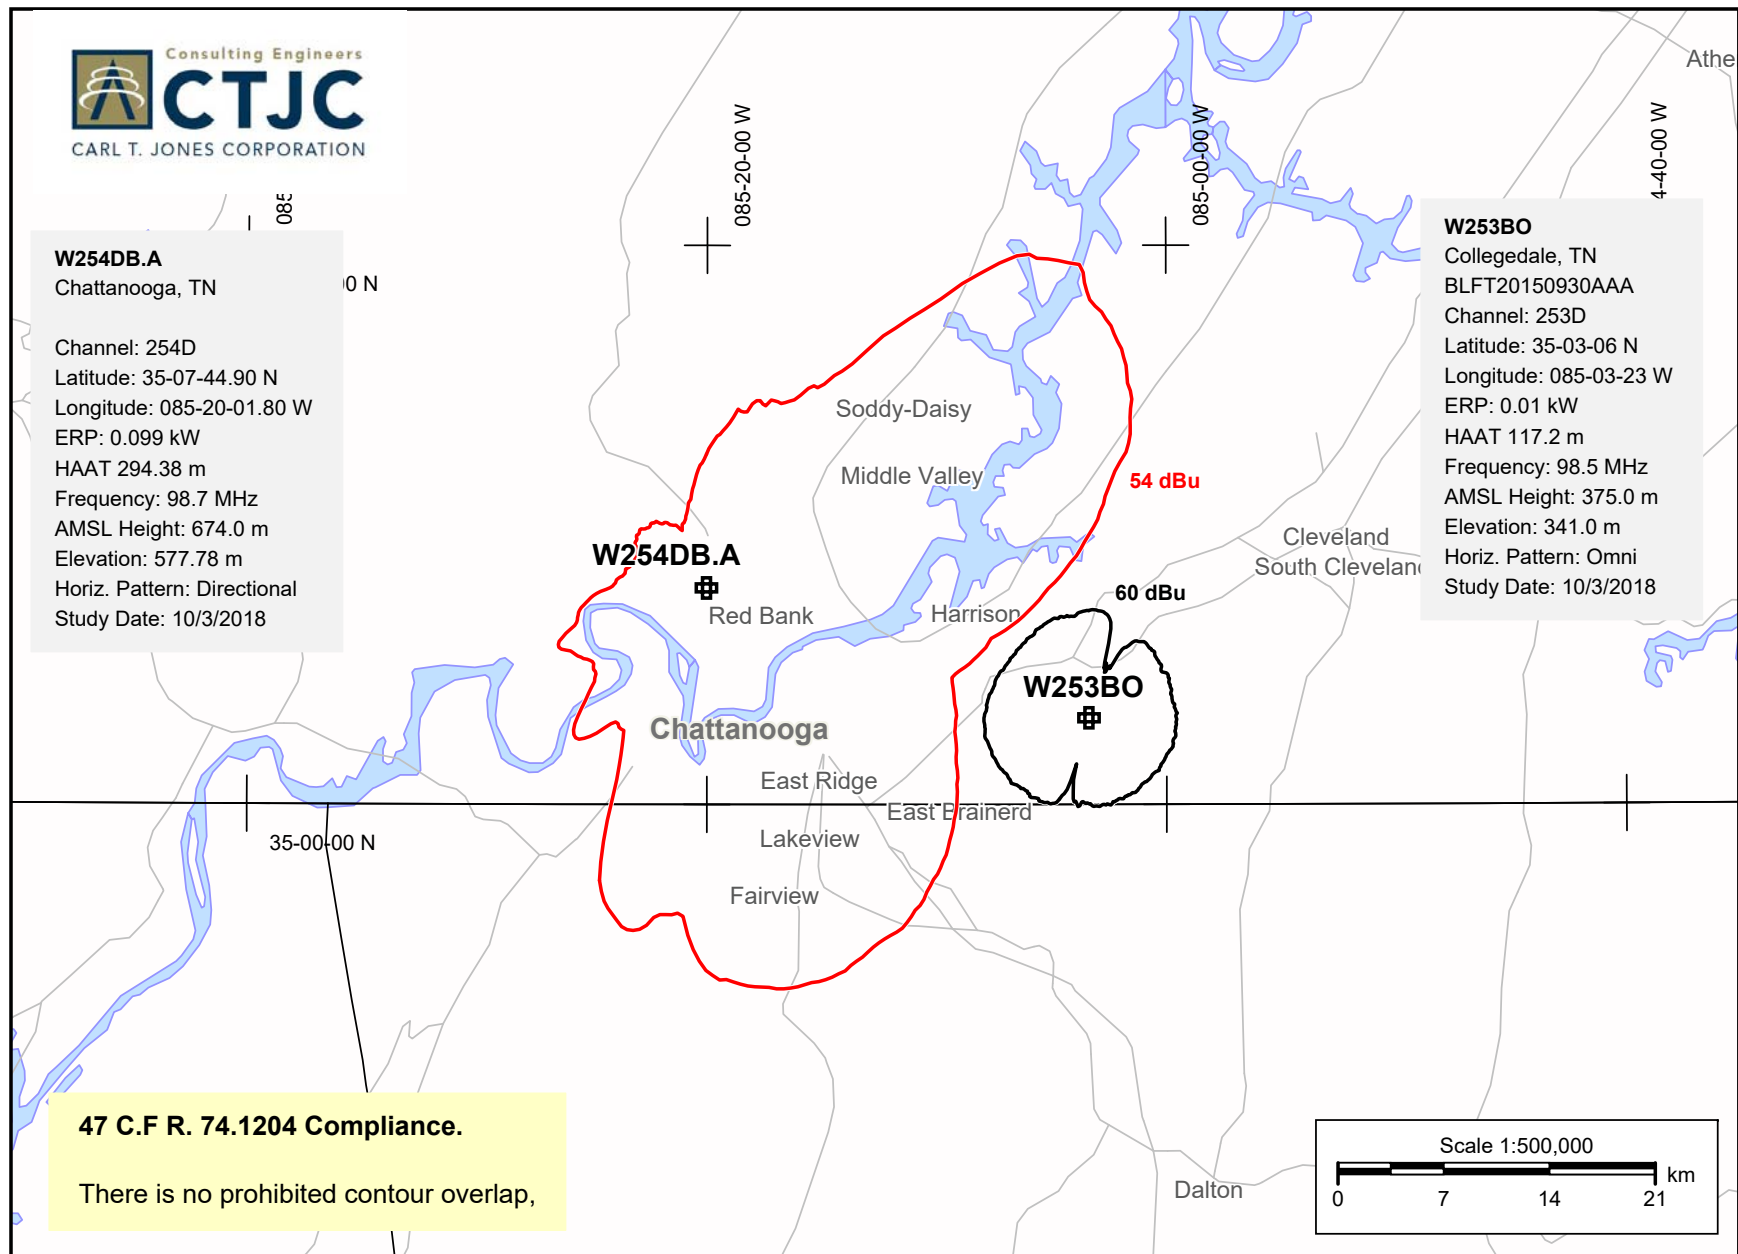 Consulting Engineers
CTJC
CARL T. JONES CORPORATION
Athe
085-20-00 W
085-00-00 W
4-40-00 W
085
00 N
W254DB.A
Chattanooga, TN
Channel: 254D
Latitude: 35-07-44.90 N
Longitude: 085-20-01.80 W
ERP: 0.099 kW
HAAT 294.38 m
Frequency: 98.7 MHz
AMSL Height: 674.0 m
Elevation: 577.78 m
Horiz. Pattern: Directional
Study Date: 10/3/2018
W253BO
Collegedale, TN
BLFT20150930AAA
Channel: 253D
Latitude: 35-03-06 N
Longitude: 085-03-23 W
ERP: 0.01 kW
HAAT 117.2 m
Frequency: 98.5 MHz
AMSL Height: 375.0 m
Elevation: 341.0 m
Horiz. Pattern: Omni
Study Date: 10/3/2018
Soddy-Daisy
Middle Valley
54 dBu
Cleveland
South Clevelan
W254DB.A
60 dBu
Red Bank
Harrison
W253BO
Chattanooga
East Ridge
East Brainerd
35-00-00 N
Lakeview
Fairview
47 C.F R. 74.1204 Compliance.
There is no prohibited contour overlap,
Dalton
Scale 1:500,000
km
0 7 14 21